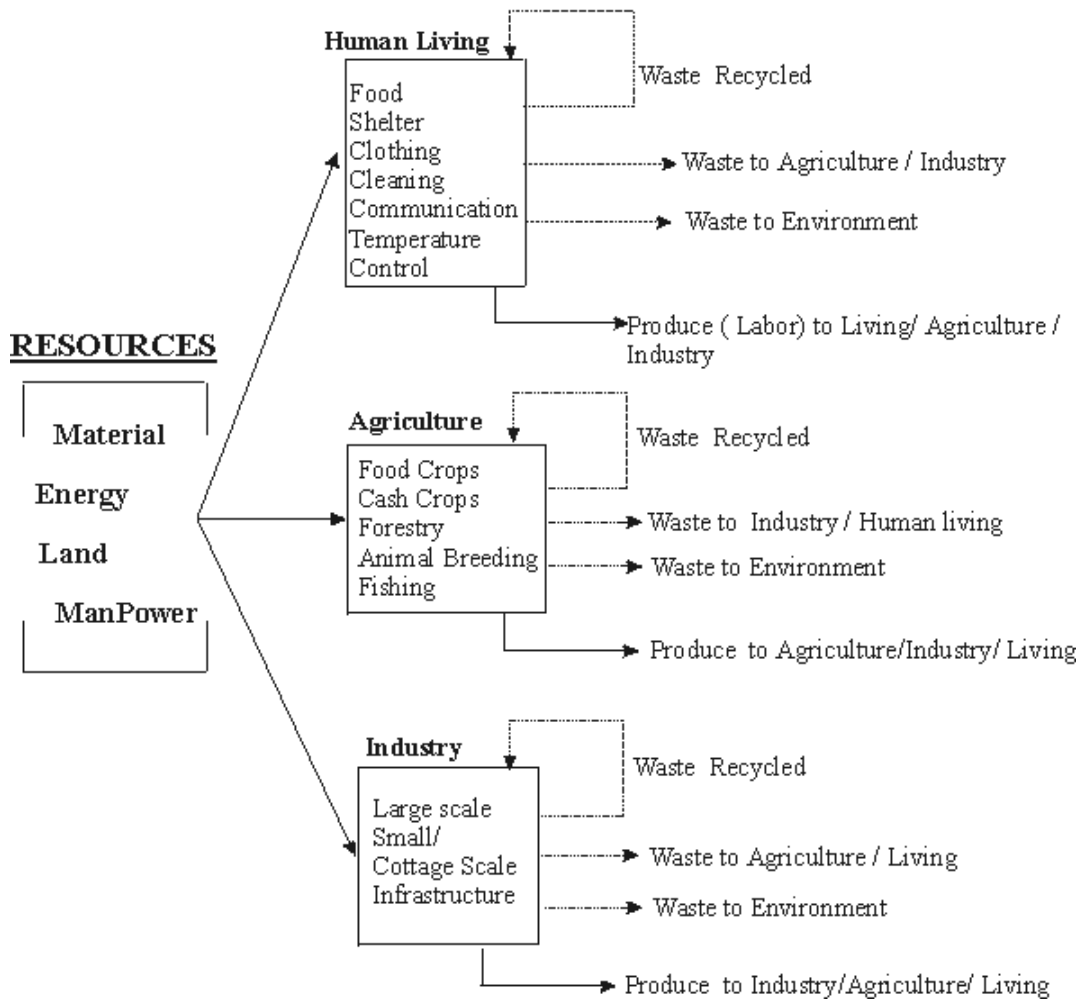 Human Living
Waste Recycled
Food
Shelter
Clothing
Cleaning
Communication
Temperature
Control
Waste to Agriculture / Industry
Waste to Environment
Produce ( Labor) to Living/ Agriculture /
Industry
RESOURCES
Material
Energy
Land
ManPower
Agriculture
Waste Recycled
Food Crops
Cash Crops
Forestry
Animal Breeding
Fishing
Waste to Industry / Human living
Waste to Environment
Produce to Agriculture/Industry/ Living
Industry
Waste Recycled
Large scale
Small/
Cottage Scale
Infrastructure
Waste to Agriculture / Living
Waste to Environment
Produce to Industry/Agriculture/ Living